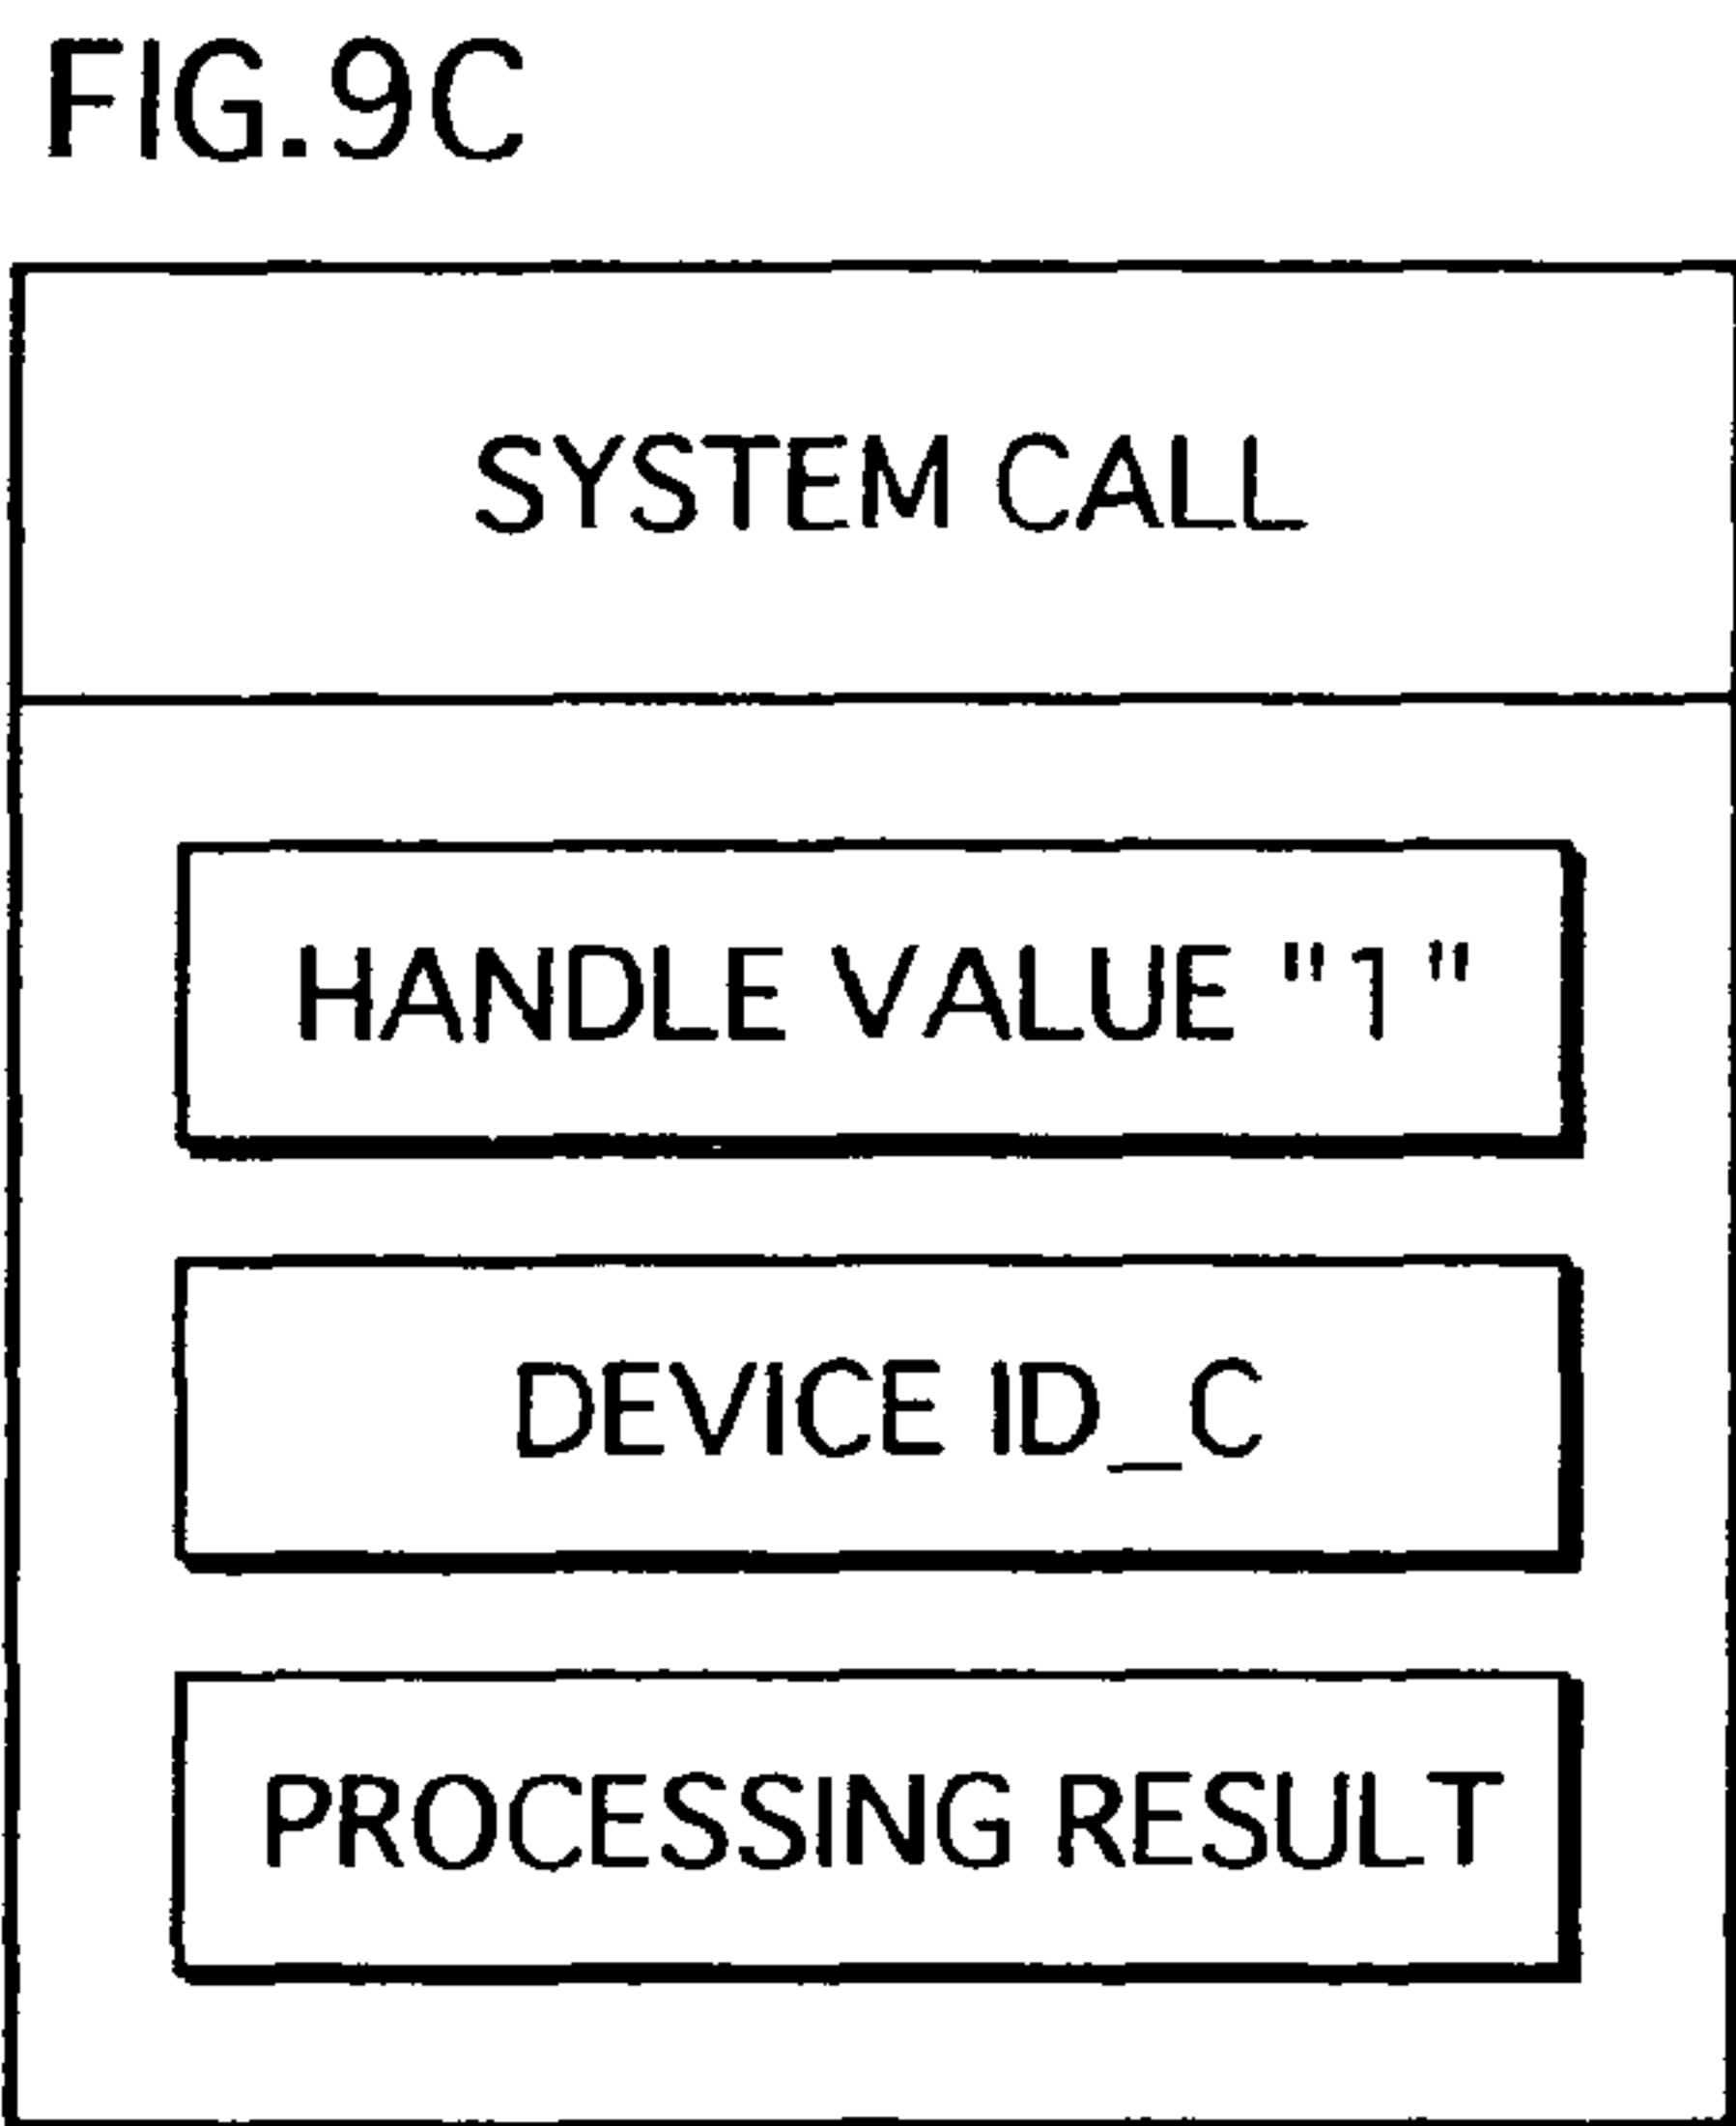 FIG.9C
SYSTEM CALL
HANDLE VALUE "1"
DEVICE ID_C
PROCESSING RESULT